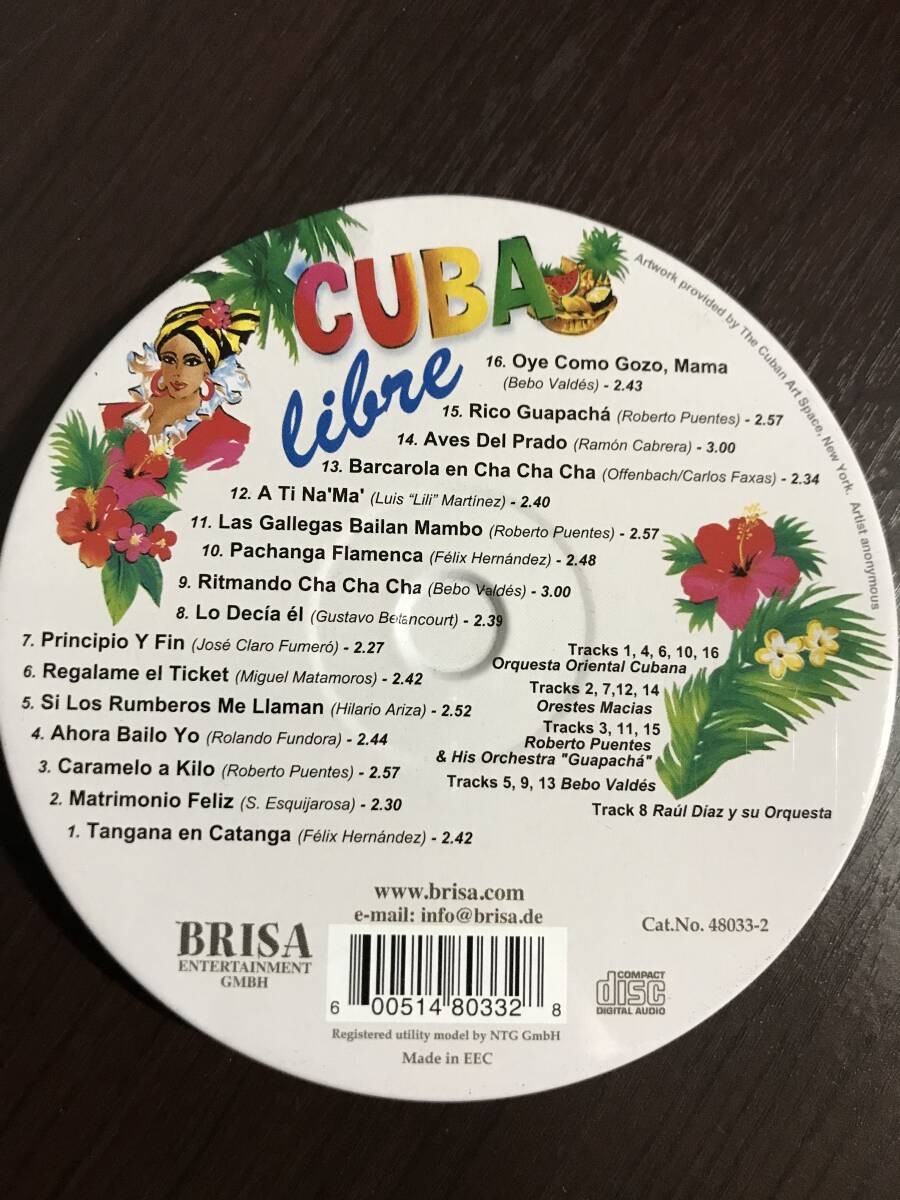 CUBA
libre
Artwork provided by The Cuban Art Space, New York. Artist anonymous
16. Oye Como Gozo, Mama
(Bebo Valdés) - 2.43
15. Rico Guapachá (Roberto Puentes) - 2.57
14. Aves Del Prado (Ramón Cabrera) - 3.00
13. Barcarola en Cha Cha Cha (Offenbach/Carlos Faxas) - 2.34
12. A Ti Na'Ma' (Luis "Lili" Martínez) - 2.40
11. Las Gallegas Bailan Mambo (Roberto Puentes) - 2.57
10. Pachanga Flamenca (Félix Hernández) - 2.48
9. Ritmando Cha Cha Cha (Bebo Valdés) - 3.00
8. Lo Decía él (Gustavo Betancourt) - 2.39
7. Principio Y Fin (José Claro Fumeró) - 2.27
6. Regalame el Ticket (Miguel Matamoros) - 2.42
5. Si Los Rumberos Me Llaman (Hilario Ariza) - 2.52
4. Ahora Bailo Yo (Rolando Fundora) - 2.44
3. Caramelo a Kilo (Roberto Puentes) - 2.57
2. Matrimonio Feliz (S. Esquijarosa) - 2.30
1. Tangana en Catanga (Félix Hernández) - 2.42
Tracks 1, 4, 6, 10, 16
Orquesta Oriental Cubana
Tracks 2, 7,12, 14
Orestes Macias
Tracks 3, 11, 15
Roberto Puentes
& His Orchestra "Guapachá"
Tracks 5, 9, 13 Bebo Valdés
Track 8 Raúl Díaz y su Orquesta
www.brisa.com
e-mail: info@brisa.de
BRISA
ENTERTAINMENT
GMBH
Cat.No. 48033-2
6 00514 80332 8
COMPACT
disc
DIGITAL AUDIO
Registered utility model by NTG GmbH
Made in EEC